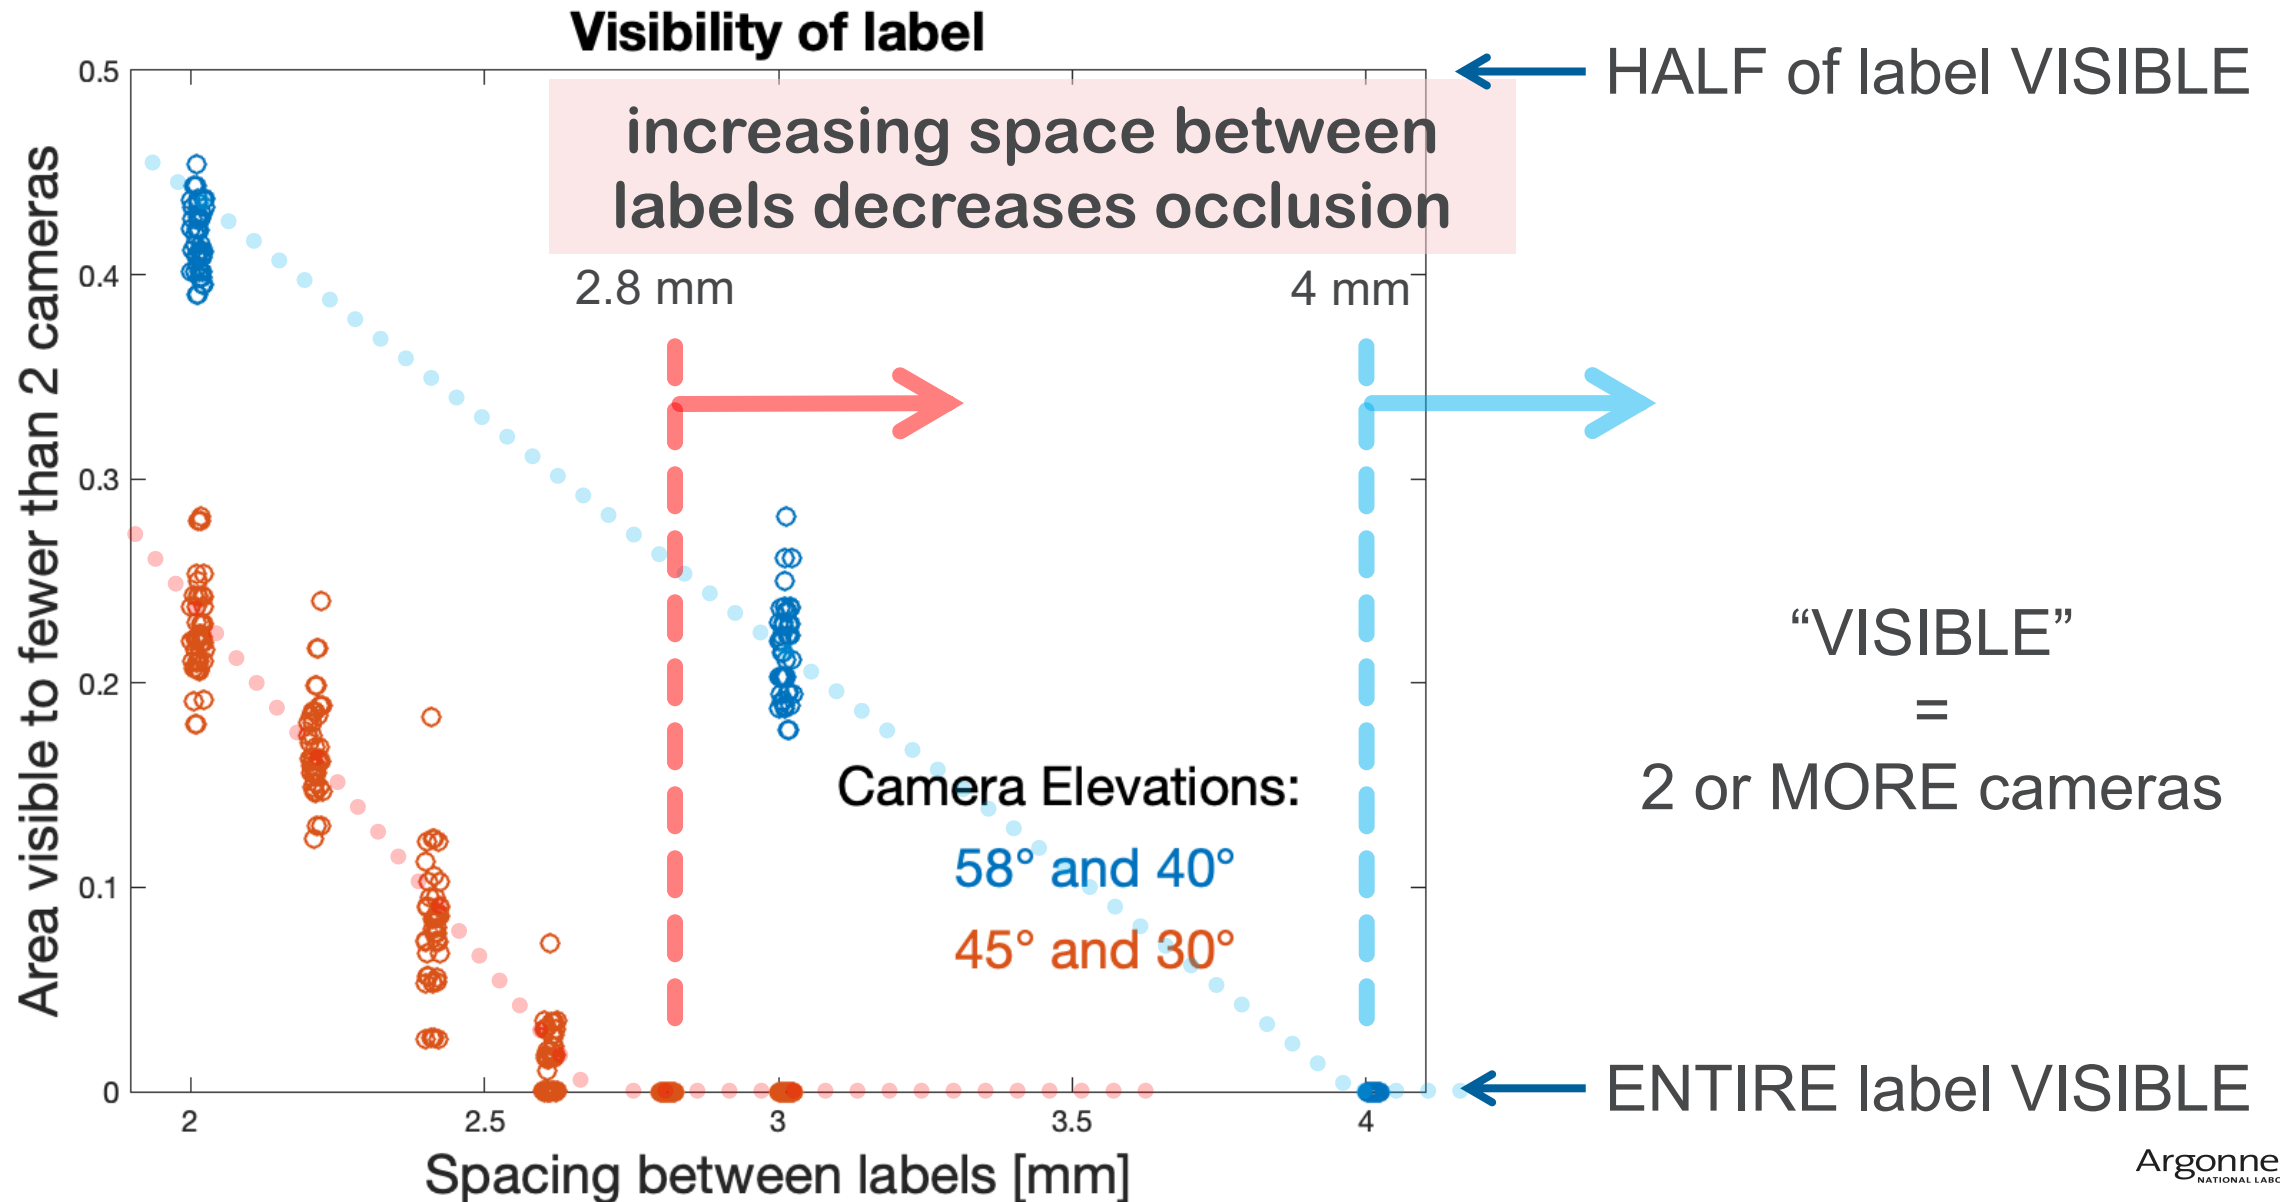 Visibility of label
0.5
HALF of label VISIBLE
increasing space between
labels decreases occlusion
0.4
2.8 mm
4 mm
0.3
Area visible to fewer than 2 cameras
0.2
"VISIBLE"
=
2 or MORE cameras
Camera Elevations:
58° and 40°
45° and 30°
0.1
0
ENTIRE label VISIBLE
2
2.5
3
3.5
4
Spacing between labels [mm]
Argonne
NATIONAL